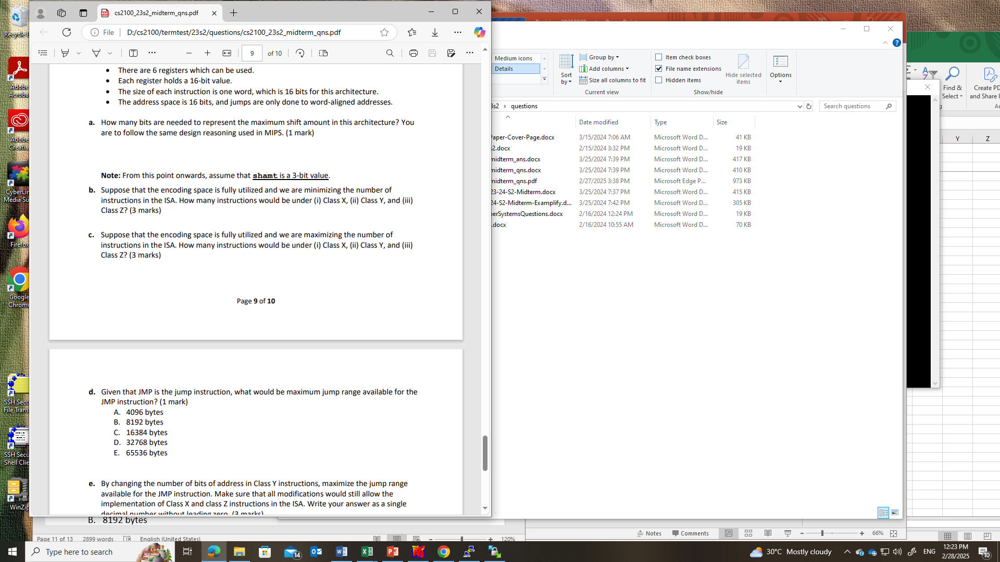 cs2100_23s2_midterm_qns.pdf
File
D:/cs2100/termtest/23s2/questions/cs2100_23s2_midterm_qns.pdf
9 of 10
• There are 6 registers which can be used.
• Each register holds a 16-bit value.
• The size of each instruction is one word, which is 16 bits for this architecture.
• The address space is 16 bits, and jumps are only done to word-aligned addresses.
a. How many bits are needed to represent the maximum shift amount in this architecture? You
are to follow the same design reasoning used in MIPS. (1 mark)
Note: From this point onwards, assume that shamt is a 3-bit value.
b. Suppose that the encoding space is fully utilized and we are minimizing the number of
instructions in the ISA. How many instructions would be under (i) Class X, (ii) Class Y, and (iii)
Class Z? (3 marks)
c. Suppose that the encoding space is fully utilized and we are maximizing the number of
instructions in the ISA. How many instructions would be under (i) Class X, (ii) Class Y, and (iii)
Class Z? (3 marks)
Page 9 of 10
d. Given that JMP is the jump instruction, what would be maximum jump range available for the
JMP instruction? (1 mark)
A. 4096 bytes
B. 8192 bytes
C. 16384 bytes
D. 32768 bytes
E. 65536 bytes
e. By changing the number of bits of address in Class Y instructions, maximize the jump range
available for the JMP instruction. Make sure that all modifications would still allow the
implementation of Class X and class Z instructions in the ISA. Write your answer as a single
decimal number without leading zero. (3 marks)
B. 8192 bytes
Page 11 of 13 2899 words English (United States) 120%
Medium icons
Details
Sort
by
Group by
Add columns
Size all columns to fit
Current view
Item check boxes
File name extensions
Hidden items
Hide selected
items
Show/hide
Options
3s2 > questions
Search questions
Date modified Type Size
Paper-Cover-Page.docx 3/15/2024 7:06 AM Microsoft Word D... 41 KB
s2.docx 2/15/2024 3:32 PM Microsoft Word D... 19 KB
midterm_ans.docx 3/25/2024 7:39 PM Microsoft Word D... 417 KB
midterm_qns.docx 3/25/2024 7:39 PM Microsoft Word D... 410 KB
midterm_qns.pdf 2/27/2025 3:38 PM Microsoft Edge P... 973 KB
23-24-S2-Midterm.docx 3/25/2024 7:37 PM Microsoft Word D... 415 KB
24-S2-Midterm-Examplify.d... 3/25/2024 7:42 PM Microsoft Word D... 305 KB
berSystemsQuestions.docx 2/16/2024 12:24 PM Microsoft Word D... 19 KB
.docx 2/16/2024 10:55 AM Microsoft Word D... 70 KB
Notes Comments 66%
Find &
Select
Create PD
and Share
Y Z
Recycle
Adobe
Acroba
Adobe
Creati...
CyberLin
Media Su
Firefox
Google
Chrom
SSH Secu
File Trans
SSH Secu
Shell Clie
WinZip
Type here to search
14
30°C Mostly cloudy
ENG
12:23 PM
2/28/2025
10